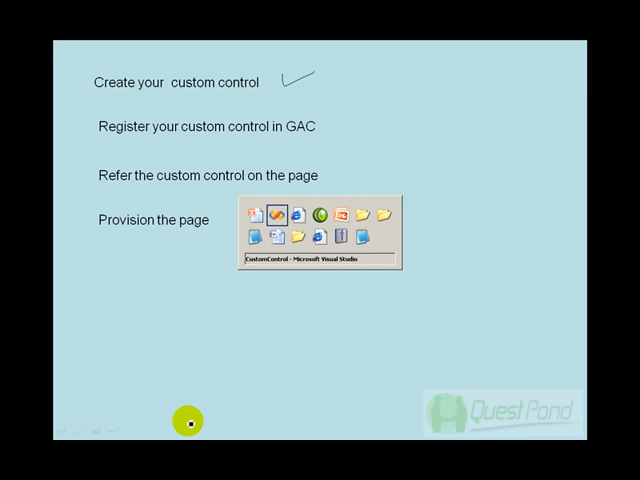 Create your custom control
Register your custom control in GAC
Refer the custom control on the page
Provision the page
CustomControl - Microsoft Visual Studio
QuestPond